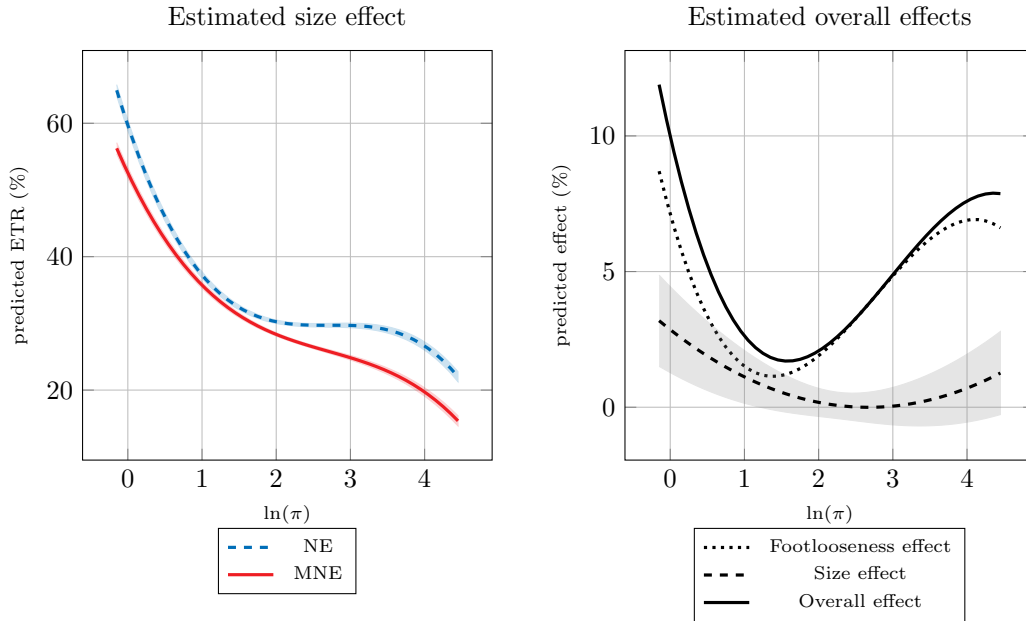 Estimated size effect
60
40
20
predicted ETR (%)
0 1 2 3 4
ln(π)
NE
MNE
Estimated overall effects
10
5
0
predicted effect (%)
0 1 2 3 4
ln(π)
Footlooseness effect
Size effect
Overall effect